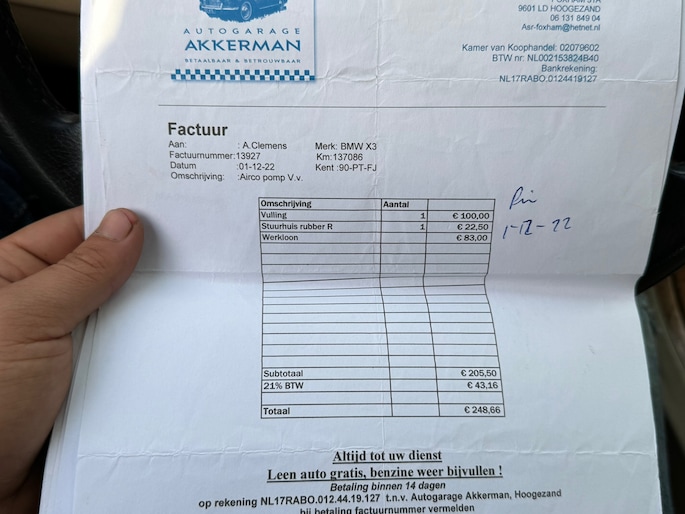 9601 LD HOOGEZAND
06 131 849 04
Asr-foxham@hetnet.nl
AUTOGARAGE
AKKERMAN
BETAALBAAR & BETROUWBAAR
Kamer van Koophandel: 02079602
BTW nr: NL002153824B40
Bankrekening:
NL17RABO.0124419127
Factuur
Aan: : A.Clemens Merk: BMW X3
Factuurnummer:13927 Km:137086
Datum :01-12-22 Kent :90-PT-FJ
Omschrijving: :Airco pomp V.v.
Omschrijving Aantal
Vulling 1 € 100,00
Stuurhuis rubber R 1 € 22,50
Werkloon € 83,00
Pin
1-12-22
Subtotaal € 205,50
21% BTW € 43,16
Totaal € 248,66
Altijd tot uw dienst
Leen auto gratis, benzine weer bijvullen !
Betaling binnen 14 dagen
op rekening NL17RABO.012.44.19.127 t.n.v. Autogarage Akkerman, Hoogezand
bij betaling factuurnummer vermelden